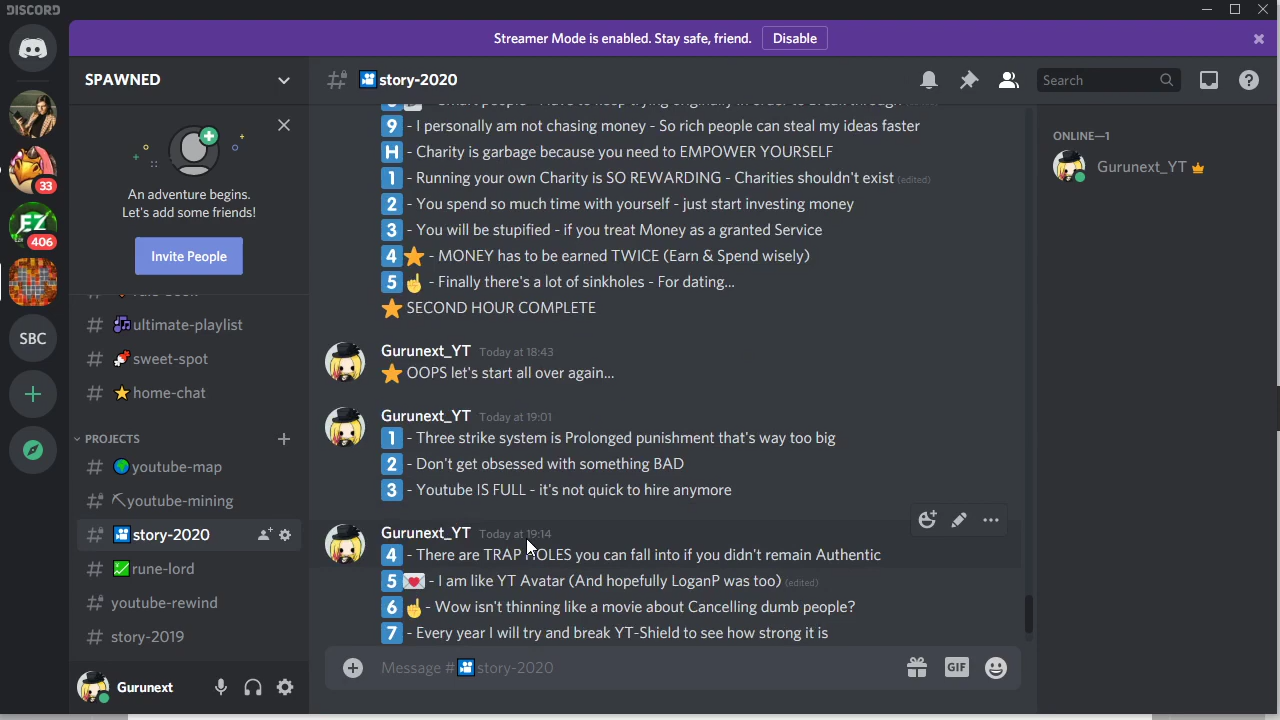 DISCORD
Streamer Mode is enabled. Stay safe, friend.
Disable
33
EZ
406
SBC
SPAWNED
An adventure begins.
Let's add some friends!
Invite People
ultimate-playlist
sweet-spot
home-chat
PROJECTS
youtube-map
youtube-mining
story-2020
rune-lord
youtube-rewind
story-2019
Gurunext
story-2020
Search
9 - I personally am not chasing money - So rich people can steal my ideas faster
H - Charity is garbage because you need to EMPOWER YOURSELF
1 - Running your own Charity is SO REWARDING - Charities shouldn't exist (edited)
2 - You spend so much time with yourself - just start investing money
3 - You will be stupified - if you treat Money as a granted Service
4 ⭐ - MONEY has to be earned TWICE (Earn & Spend wisely)
5 ☝ - Finally there's a lot of sinkholes - For dating...
⭐ SECOND HOUR COMPLETE
Gurunext_YT Today at 18:43
⭐ OOPS let's start all over again...
Gurunext_YT Today at 19:01
1 - Three strike system is Prolonged punishment that's way too big
2 - Don't get obsessed with something BAD
3 - Youtube IS FULL - it's not quick to hire anymore
Gurunext_YT Today at 19:14
4 - There are TRAP HOLES you can fall into if you didn't remain Authentic
5 💌 - I am like YT Avatar (And hopefully LoganP was too) (edited)
6 ☝ - Wow isn't thinning like a movie about Cancelling dumb people?
7 - Every year I will try and break YT-Shield to see how strong it is
Message # story-2020
GIF
ONLINE—1
Gurunext_YT